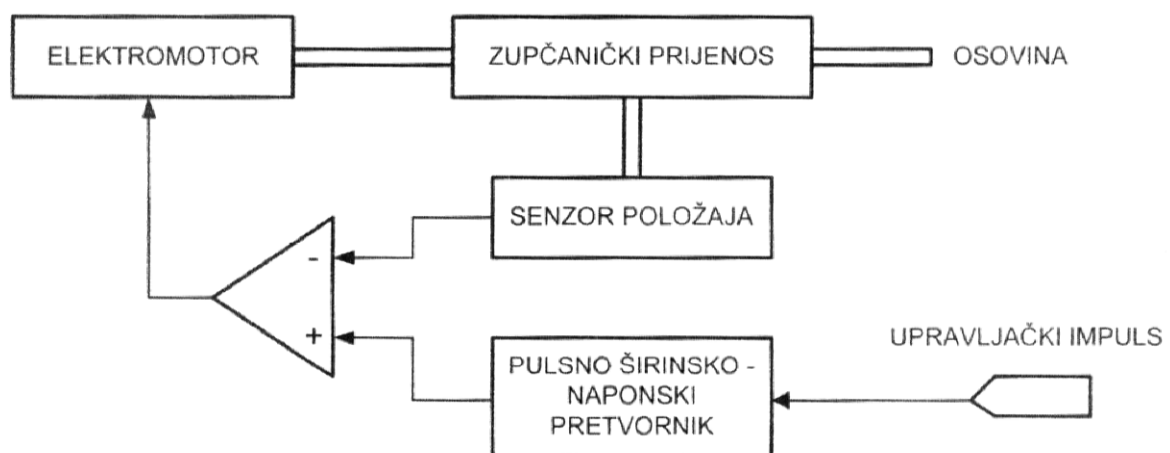 ELEKTROMOTOR
ZUPČANIČKI PRIJENOS
OSOVINA
SENZOR POLOŽAJA
-
+
UPRAVLJAČKI IMPULS
PULSNO ŠIRINSKO -
NAPONSKI
PRETVORNIK